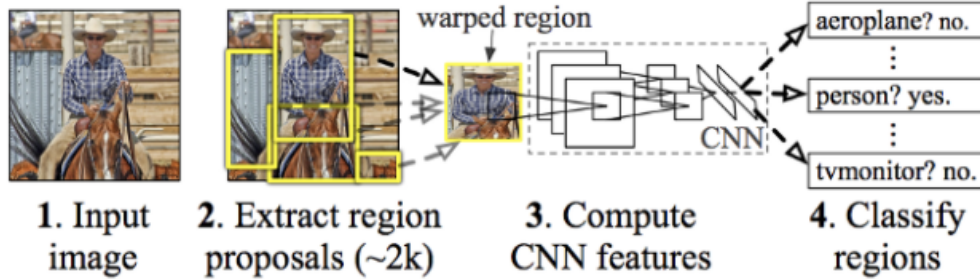 warped region
aeroplane? no.
person? yes.
CNN
tvmonitor? no.
1. Input
image
2. Extract region
proposals (~2k)
3. Compute
CNN features
4. Classify
regions